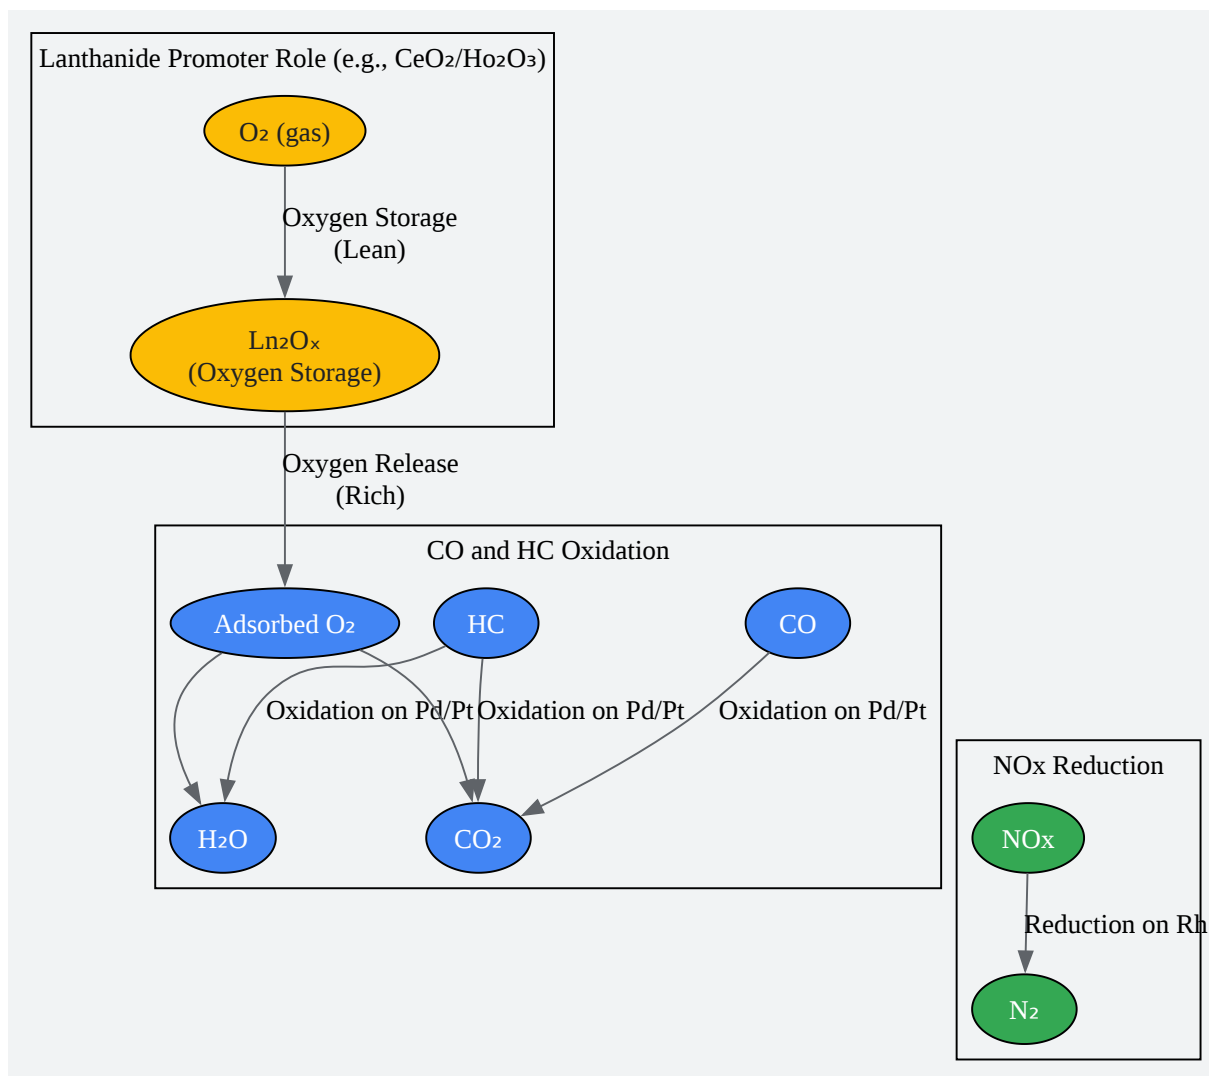 Lanthanide Promoter Role (e.g., CeO₂/Ho₂O₃)
O₂ (gas)
Oxygen Storage
(Lean)
Ln₂Oₓ
(Oxygen Storage)
Oxygen Release
(Rich)
CO and HC Oxidation
Adsorbed O₂
HC
CO
Oxidation on Pd/Pt
Oxidation on Pd/Pt
Oxidation on Pd/Pt
H₂O
CO₂
NOx Reduction
NOx
Reduction on Rh
N₂